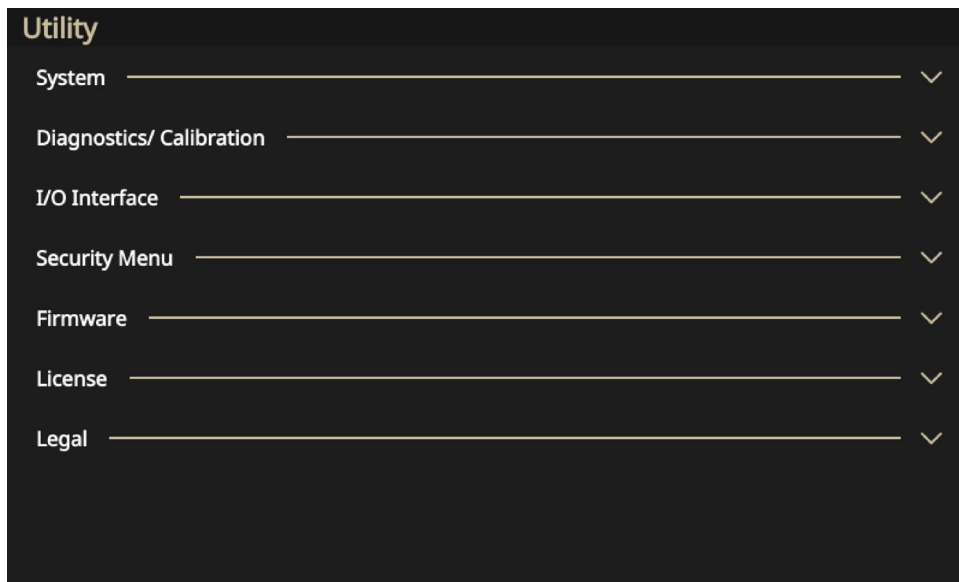 Utility
System
Diagnostics/ Calibration
I/O Interface
Security Menu
Firmware
License
Legal